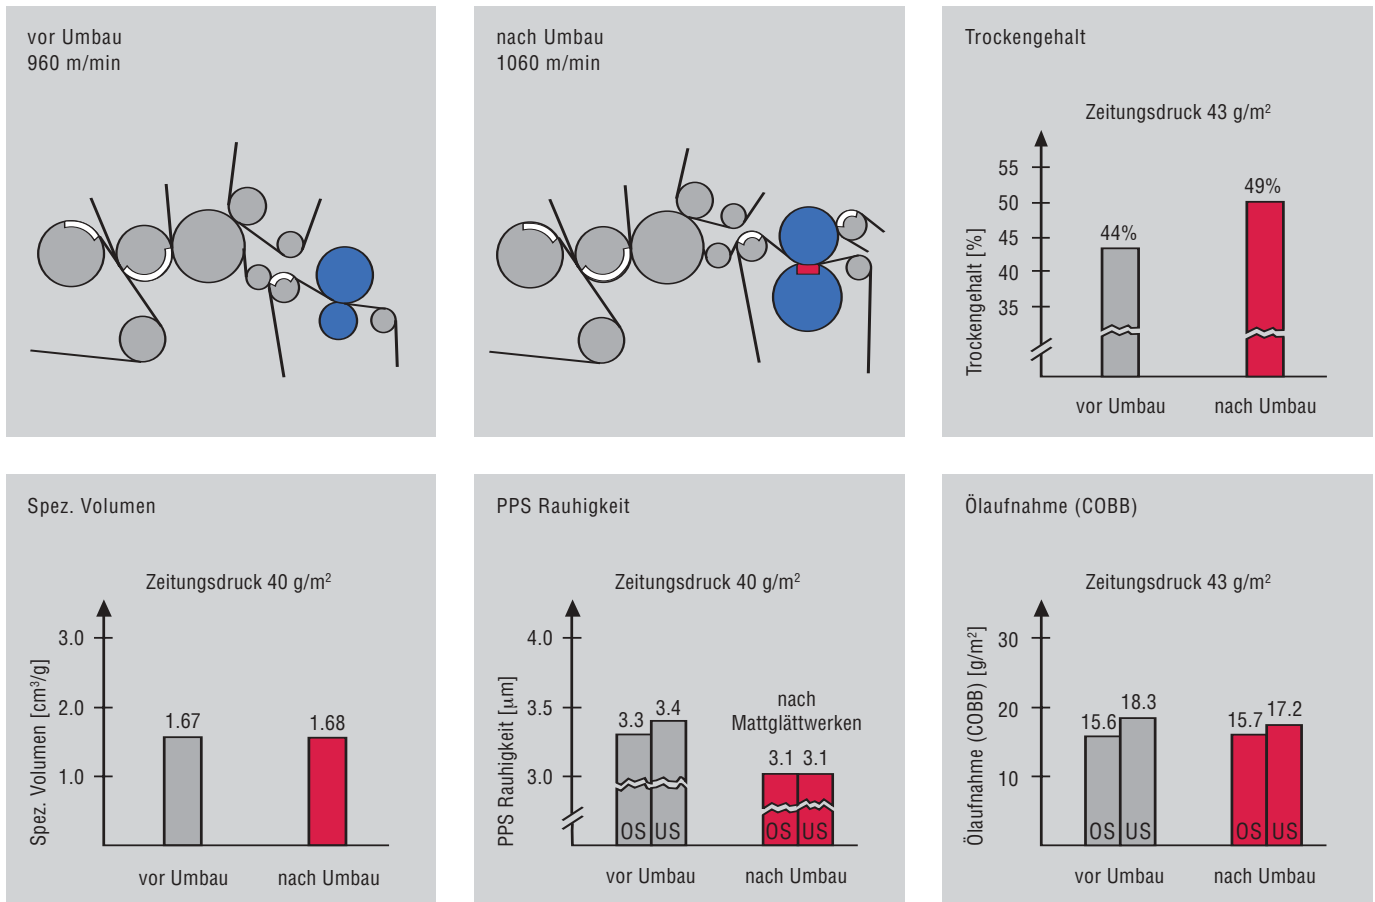 vor Umbau
960 m/min
nach Umbau
1060 m/min
Trockengehalt
Zeitungsdruck 43 g/m²
Trockengehalt [%]
55
50
45
40
35
44%
49%
vor Umbau
nach Umbau
Spez. Volumen
Zeitungsdruck 40 g/m²
Spez. Volumen [cm³/g]
3.0
2.0
1.0
1.67
1.68
vor Umbau
nach Umbau
PPS Rauhigkeit
Zeitungsdruck 40 g/m²
PPS Rauhigkeit [µm]
4.0
3.5
3.0
3.3
3.4
nach
Mattglättwerken
3.1 3.1
OS US
OS US
vor Umbau
nach Umbau
Ölaufnahme (COBB)
Zeitungsdruck 43 g/m²
Ölaufnahme (COBB) [g/m²]
30
20
10
15.6
18.3
15.7
17.2
OS US
OS US
vor Umbau
nach Umbau